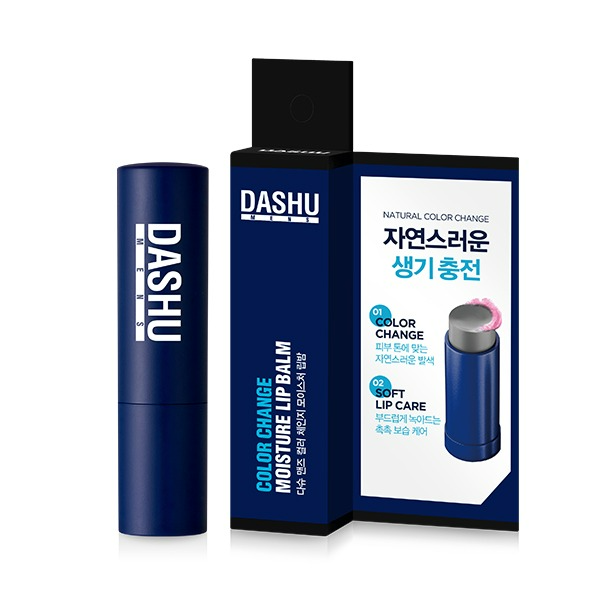 DASHU
MENS
DASHU
DASHU
MENS
COLOR CHANGE
MOISTURE LIP BALM
다슈 맨즈 컬러 체인지 모이스처 립밤
NATURAL COLOR CHANGE
자연스러운
생기 충전
01
COLOR
CHANGE
피부 톤에 맞는
자연스러운 발색
02
SOFT
LIP CARE
부드럽게 녹아드는
촉촉 보습 케어